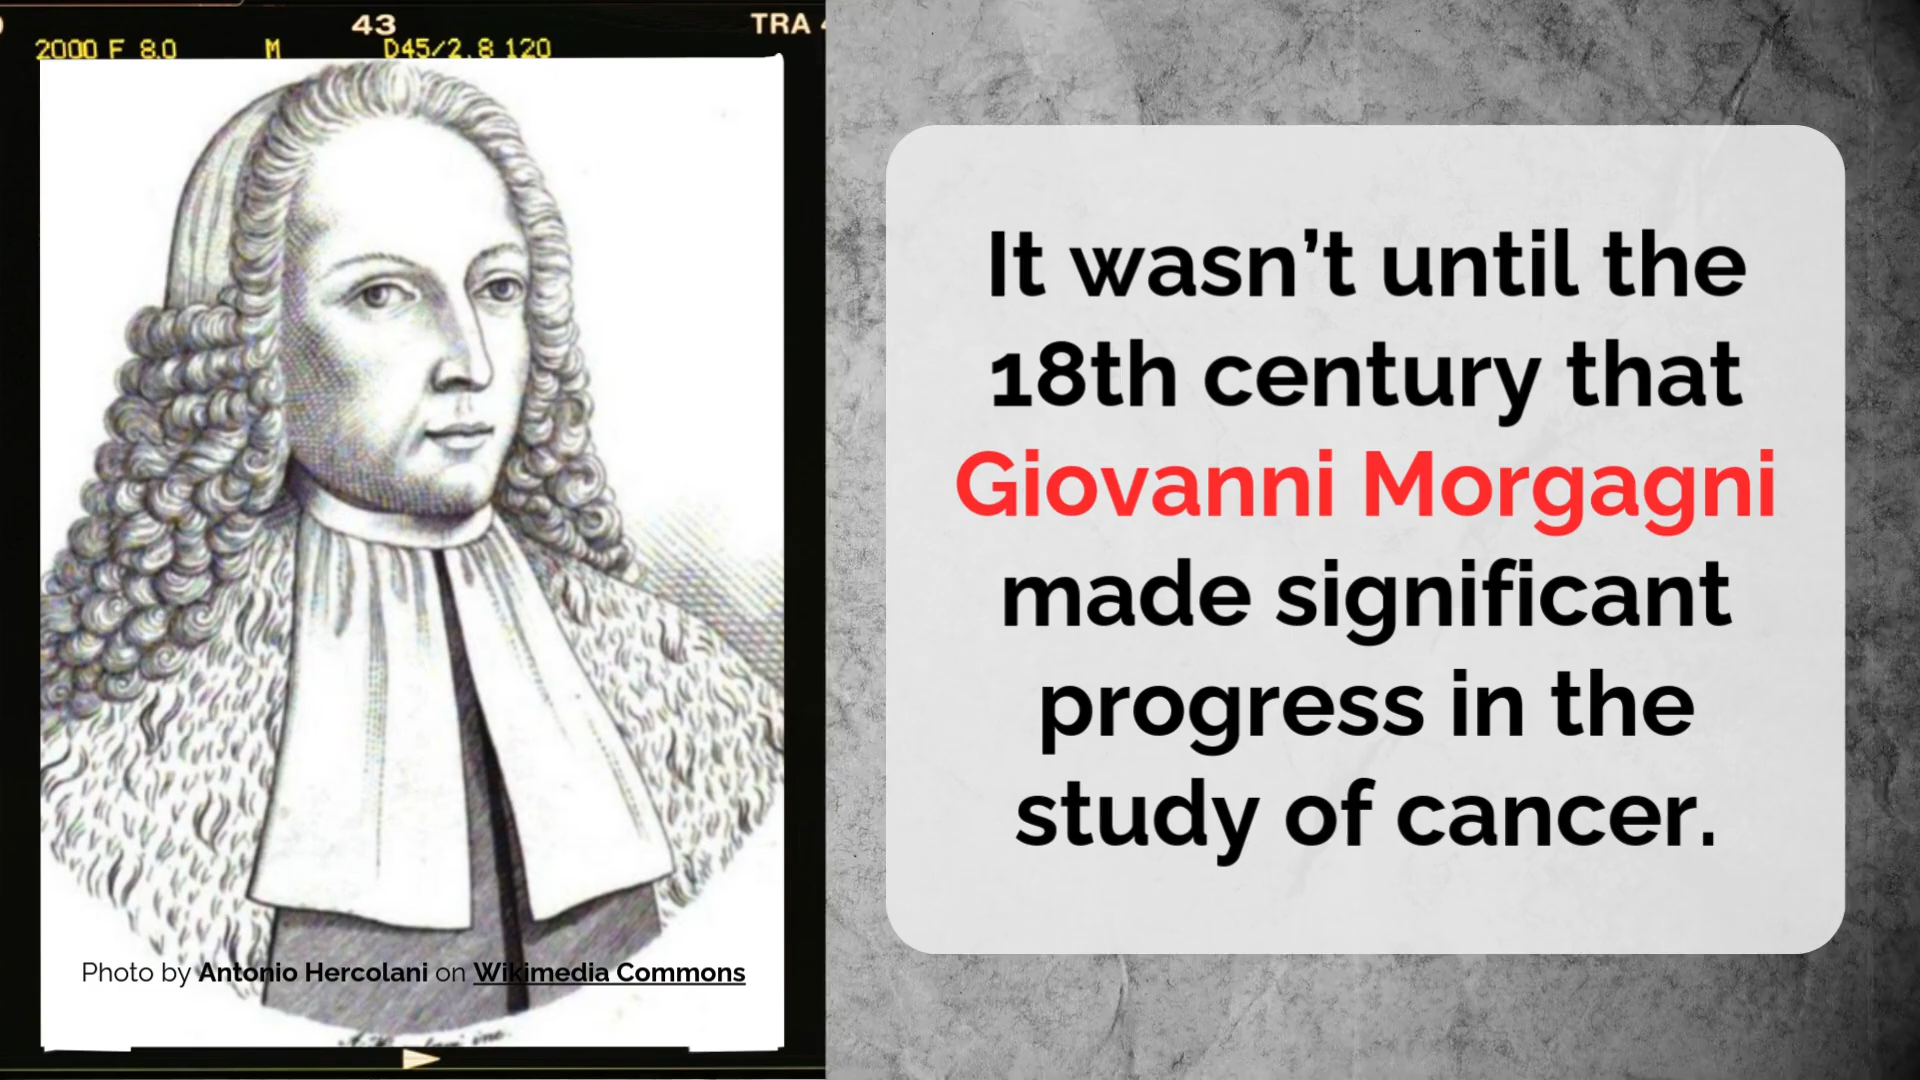 43
TRA
2000 F 8.0 M D45/2.8 120
It wasn't until the
18th century that
Giovanni Morgagni
made significant
progress in the
study of cancer.
Photo by Antonio Hercolani on Wikimedia Commons